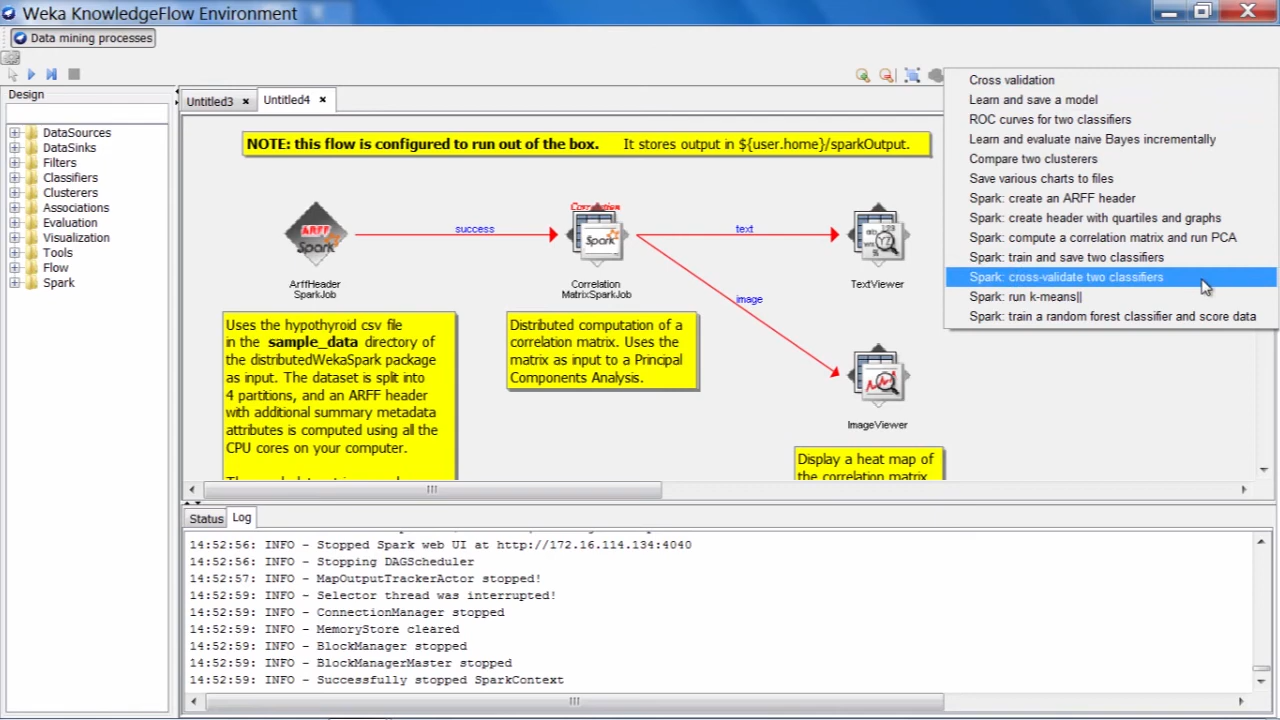 Weka KnowledgeFlow Environment
Data mining processes
Design
Untitled3
Untitled4
DataSources
DataSinks
Filters
Classifiers
Clusterers
Associations
Evaluation
Visualization
Tools
Flow
Spark
NOTE: this flow is configured to run out of the box. It stores output in ${user.home}/sparkOutput.
ARFF
Spark
ArffHeader
SparkJob
success
Correlation
Spark
Correlation
MatrixSparkJob
text
image
TextViewer
ImageViewer
Uses the hypothyroid csv file
in the sample_data directory of
the distributedWekaSpark package
as input. The dataset is split into
4 partitions, and an ARFF header
with additional summary metadata
attributes is computed using all the
CPU cores on your computer.
Distributed computation of a
correlation matrix. Uses the
matrix as input to a Principal
Components Analysis.
Display a heat map of
the correlation matrix
Cross validation
Learn and save a model
ROC curves for two classifiers
Learn and evaluate naive Bayes incrementally
Compare two clusterers
Save various charts to files
Spark: create an ARFF header
Spark: create header with quartiles and graphs
Spark: compute a correlation matrix and run PCA
Spark: train and save two classifiers
Spark: cross-validate two classifiers
Spark: run k-means||
Spark: train a random forest classifier and score data
Status
Log
14:52:56: INFO - Stopped Spark web UI at http://172.16.114.134:4040
14:52:56: INFO - Stopping DAGScheduler
14:52:57: INFO - MapOutputTrackerActor stopped!
14:52:59: INFO - Selector thread was interrupted!
14:52:59: INFO - ConnectionManager stopped
14:52:59: INFO - MemoryStore cleared
14:52:59: INFO - BlockManager stopped
14:52:59: INFO - BlockManagerMaster stopped
14:52:59: INFO - Successfully stopped SparkContext